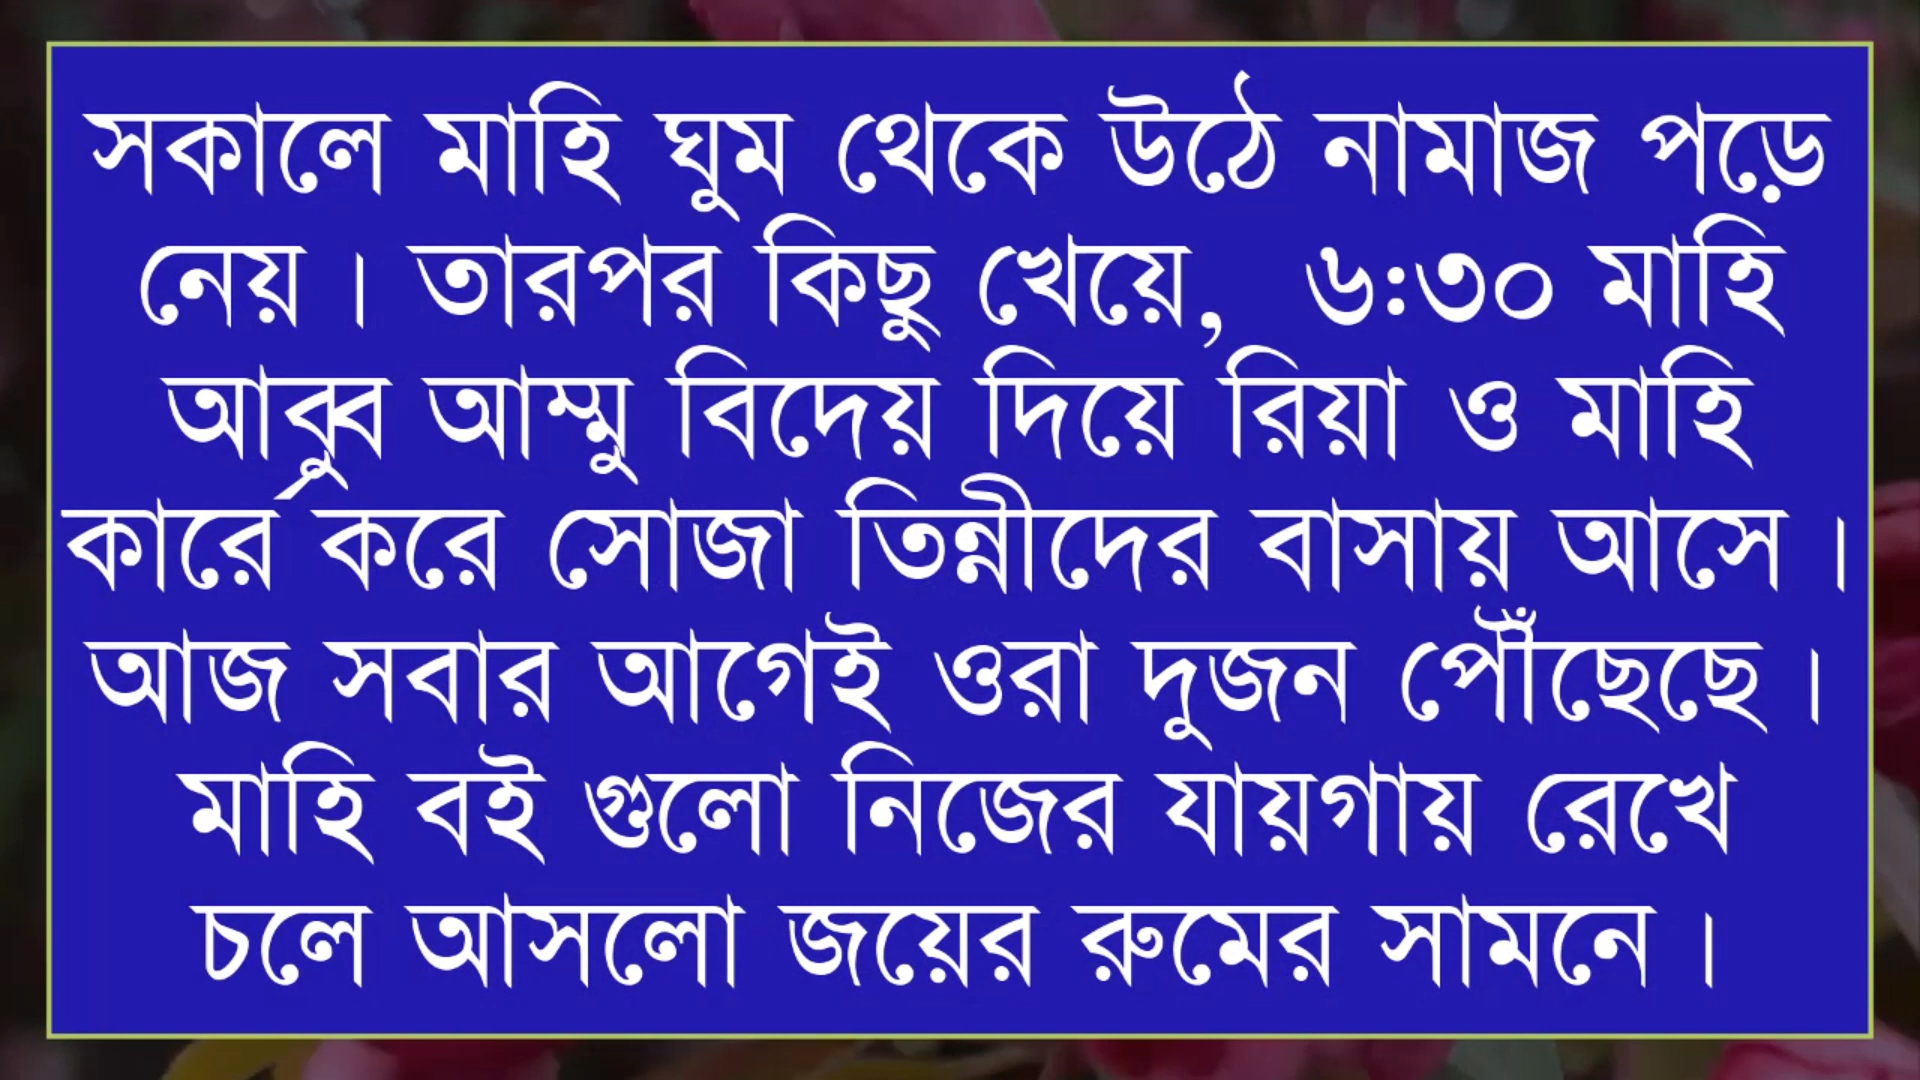 সকালে মাহি ঘুম থেকে উঠে নামাজ পড়ে
নেয়। তারপর কিছু খেয়ে, ৬:৩০ মাহি
আব্বু আম্মু বিদেয় দিয়ে রিয়া ও মাহি
কারে করে সোজা তিন্নীদের বাসায় আসে।
আজ সবার আগেই ওরা দুজন পৌঁছেছে।
মাহি বই গুলো নিজের যায়গায় রেখে
চলে আসলো জয়ের রুমের সামনে।